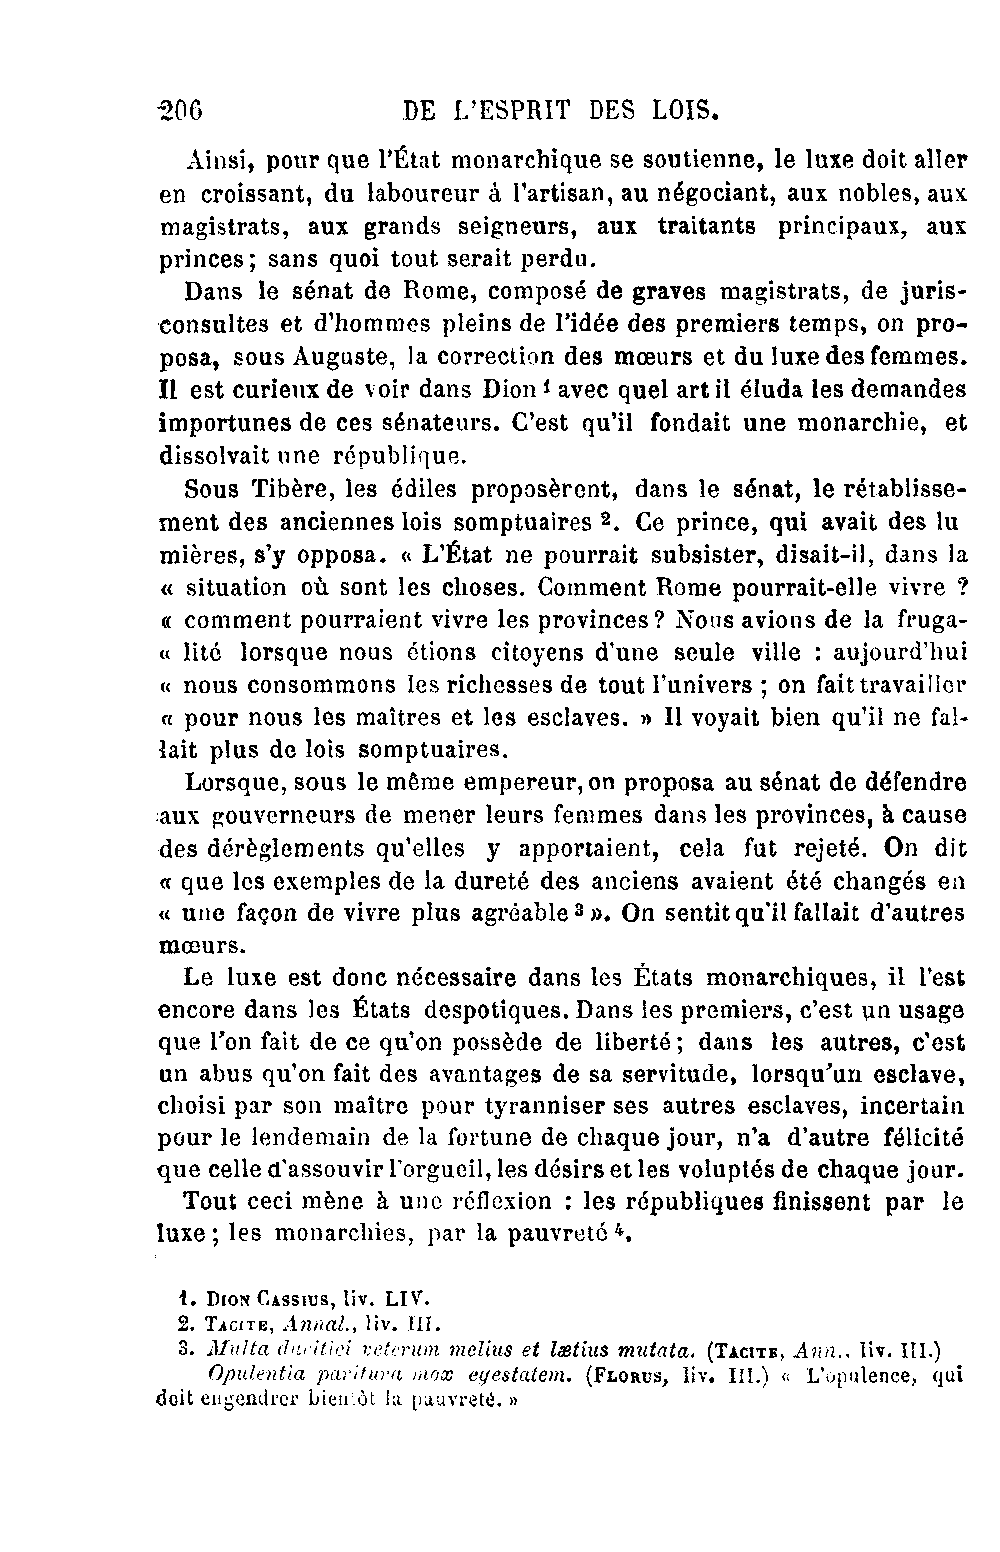 206 DE L'ESPRIT DES LOIS.
Ainsi, pour que l'État monarchique se soutienne, le luxe doit aller
en croissant, du laboureur à l'artisan, au négociant, aux nobles, aux
magistrats, aux grands seigneurs, aux traitants principaux, aux
princes ; sans quoi tout serait perdu.
Dans le sénat de Rome, composé de graves magistrats, de juris-
consultes et d'hommes pleins de l'idée des premiers temps, on pro-
posa, sous Auguste, la correction des mœurs et du luxe des femmes.
Il est curieux de voir dans Dion 1 avec quel art il éluda les demandes
importunes de ces sénateurs. C'est qu'il fondait une monarchie, et
dissolvait une république.
Sous Tibère, les édiles proposèrent, dans le sénat, le rétablisse-
ment des anciennes lois somptuaires 2. Ce prince, qui avait des lu
mières, s'y opposa. « L'État ne pourrait subsister, disait-il, dans la
« situation où sont les choses. Comment Rome pourrait-elle vivre ?
« comment pourraient vivre les provinces ? Nous avions de la fruga-
« lité lorsque nous étions citoyens d'une seule ville : aujourd'hui
« nous consommons les richesses de tout l'univers ; on fait travailler
« pour nous les maîtres et les esclaves. » Il voyait bien qu'il ne fal-
lait plus de lois somptuaires.
Lorsque, sous le même empereur, on proposa au sénat de défendre
aux gouverneurs de mener leurs femmes dans les provinces, à cause
des dérèglements qu'elles y apportaient, cela fut rejeté. On dit
« que les exemples de la dureté des anciens avaient été changés en
« une façon de vivre plus agréable 3 ». On sentit qu'il fallait d'autres
mœurs.
Le luxe est donc nécessaire dans les États monarchiques, il l'est
encore dans les États despotiques. Dans les premiers, c'est un usage
que l'on fait de ce qu'on possède de liberté ; dans les autres, c'est
un abus qu'on fait des avantages de sa servitude, lorsqu'un esclave,
choisi par son maître pour tyranniser ses autres esclaves, incertain
pour le lendemain de la fortune de chaque jour, n'a d'autre félicité
que celle d'assouvir l'orgueil, les désirs et les voluptés de chaque jour.
Tout ceci mène à une réflexion : les républiques finissent par le
luxe ; les monarchies, par la pauvreté 4.
1. DION CASSIUS, liv. LIV.
2. TACITE, Annal., liv. III.
3. Multa duritiei veterum melius et lætius mutata. (TACITE, Ann., liv. III.)
Opulentia paritura mox egestatem. (FLORUS, liv. III.) « L'opulence, qui
doit engendrer bientôt la pauvreté. »